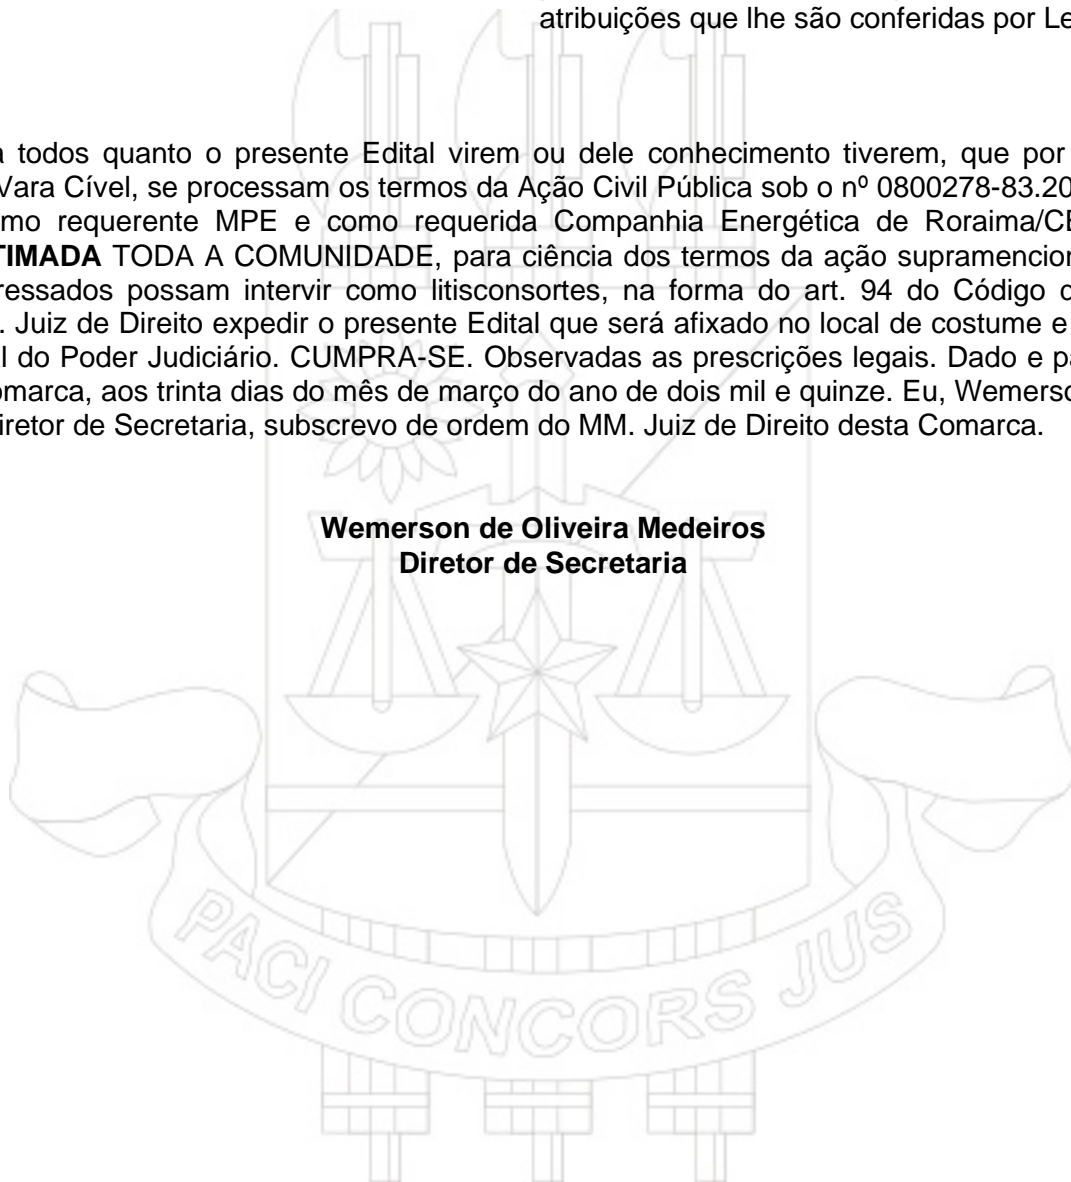 atribuições que lhe são conferidas por Le
a todos quanto o presente Edital virem ou dele conhecimento tiverem, que por
Vara Cível, se processam os termos da Ação Civil Pública sob o nº 0800278-83.20
mo requerente MPE e como requerida Companhia Energética de Roraima/CE
TIMADA TODA A COMUNIDADE, para ciência dos termos da ação supramencion
ressados possam intervir como litisconsortes, na forma do art. 94 do Código d
. Juiz de Direito expedir o presente Edital que será afixado no local de costume e
l do Poder Judiciário. CUMPRA-SE. Observadas as prescrições legais. Dado e pa
omarca, aos trinta dias do mês de março do ano de dois mil e quinze. Eu, Wemerso
iretor de Secretaria, subscrevo de ordem do MM. Juiz de Direito desta Comarca.
Wemerson de Oliveira Medeiros
Diretor de Secretaria
PACI CONCORS JUS